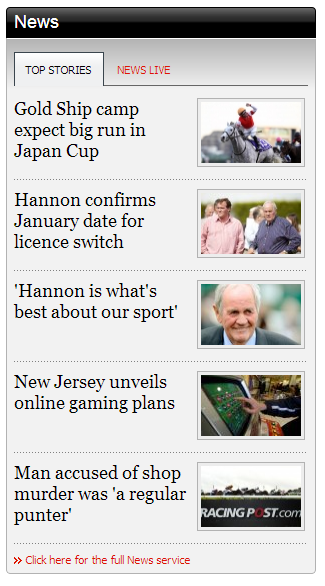 News
TOP STORIES
NEWS LIVE
Gold Ship camp
expect big run in
Japan Cup
Hannon confirms
January date for
licence switch
'Hannon is what's
best about our sport'
New Jersey unveils
online gaming plans
Man accused of shop
murder was 'a regular
punter'
RACING POST.com
Click here for the full News service